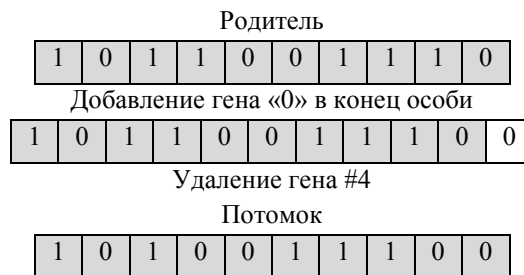 Родитель
1 0 1 1 0 0 1 1 1 0
Добавление гена «0» в конец особи
1 0 1 1 0 0 1 1 1 0 0
Удаление гена #4
Потомок
1 0 1 0 0 1 1 1 0 0